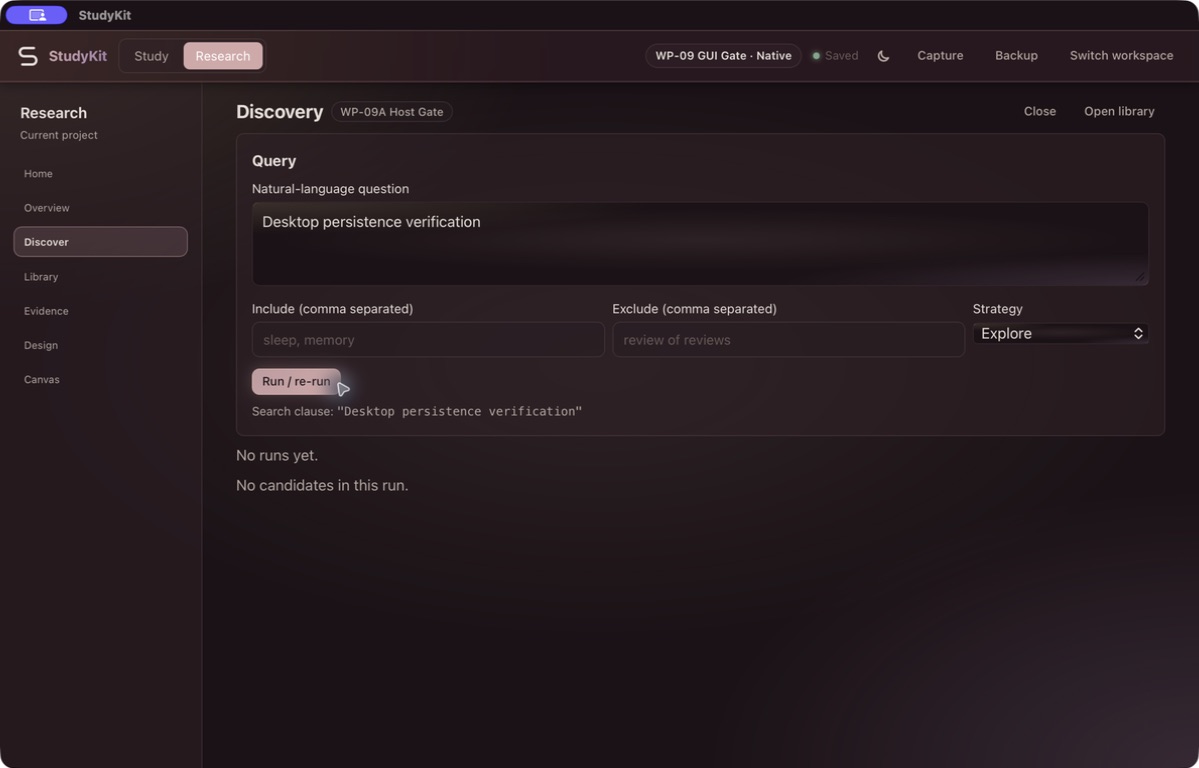 StudyKit
StudyKit Study Research WP-09 GUI Gate · Native Saved Capture Backup Switch workspace
Research
Current project
Home
Overview
Discover
Library
Evidence
Design
Canvas
Discovery WP-09A Host Gate Close Open library
Query
Natural-language question
Desktop persistence verification
Include (comma separated) Exclude (comma separated) Strategy
sleep, memory review of reviews Explore
Run / re-run
Search clause: "Desktop persistence verification"
No runs yet.
No candidates in this run.